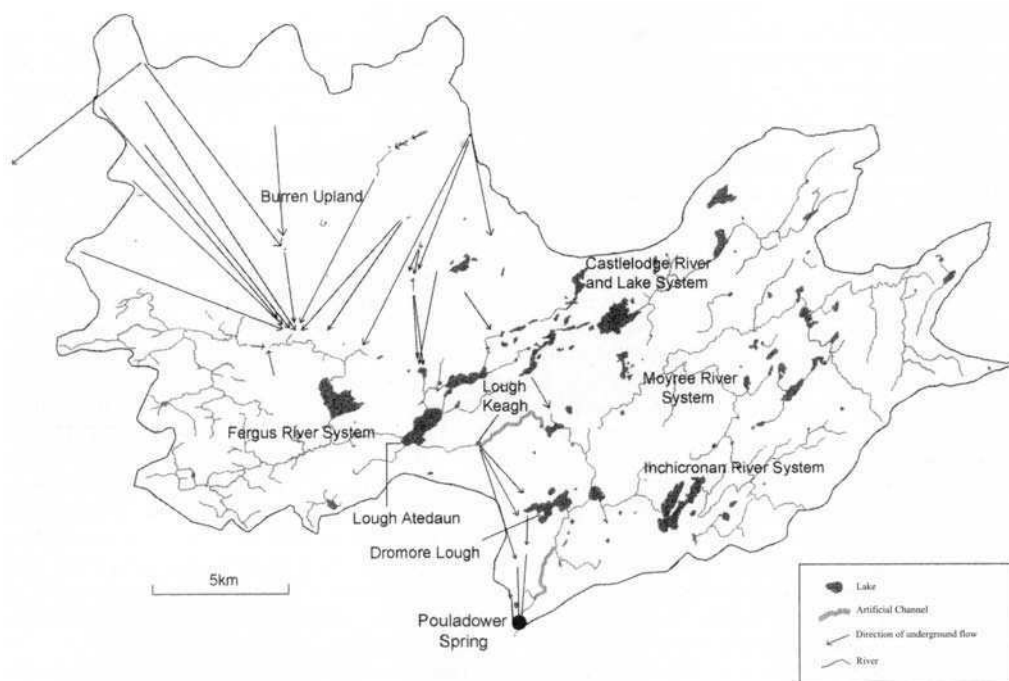 Burren Upland
Castlelodge River
and Lake System
Lough
Keagh
Moyree River
System
Fergus River System
Inchicronan River System
Lough Atedaun
Dromore Lough
5km
Pouladower
Spring
Lake
Artificial Channel
Direction of underground flow
River